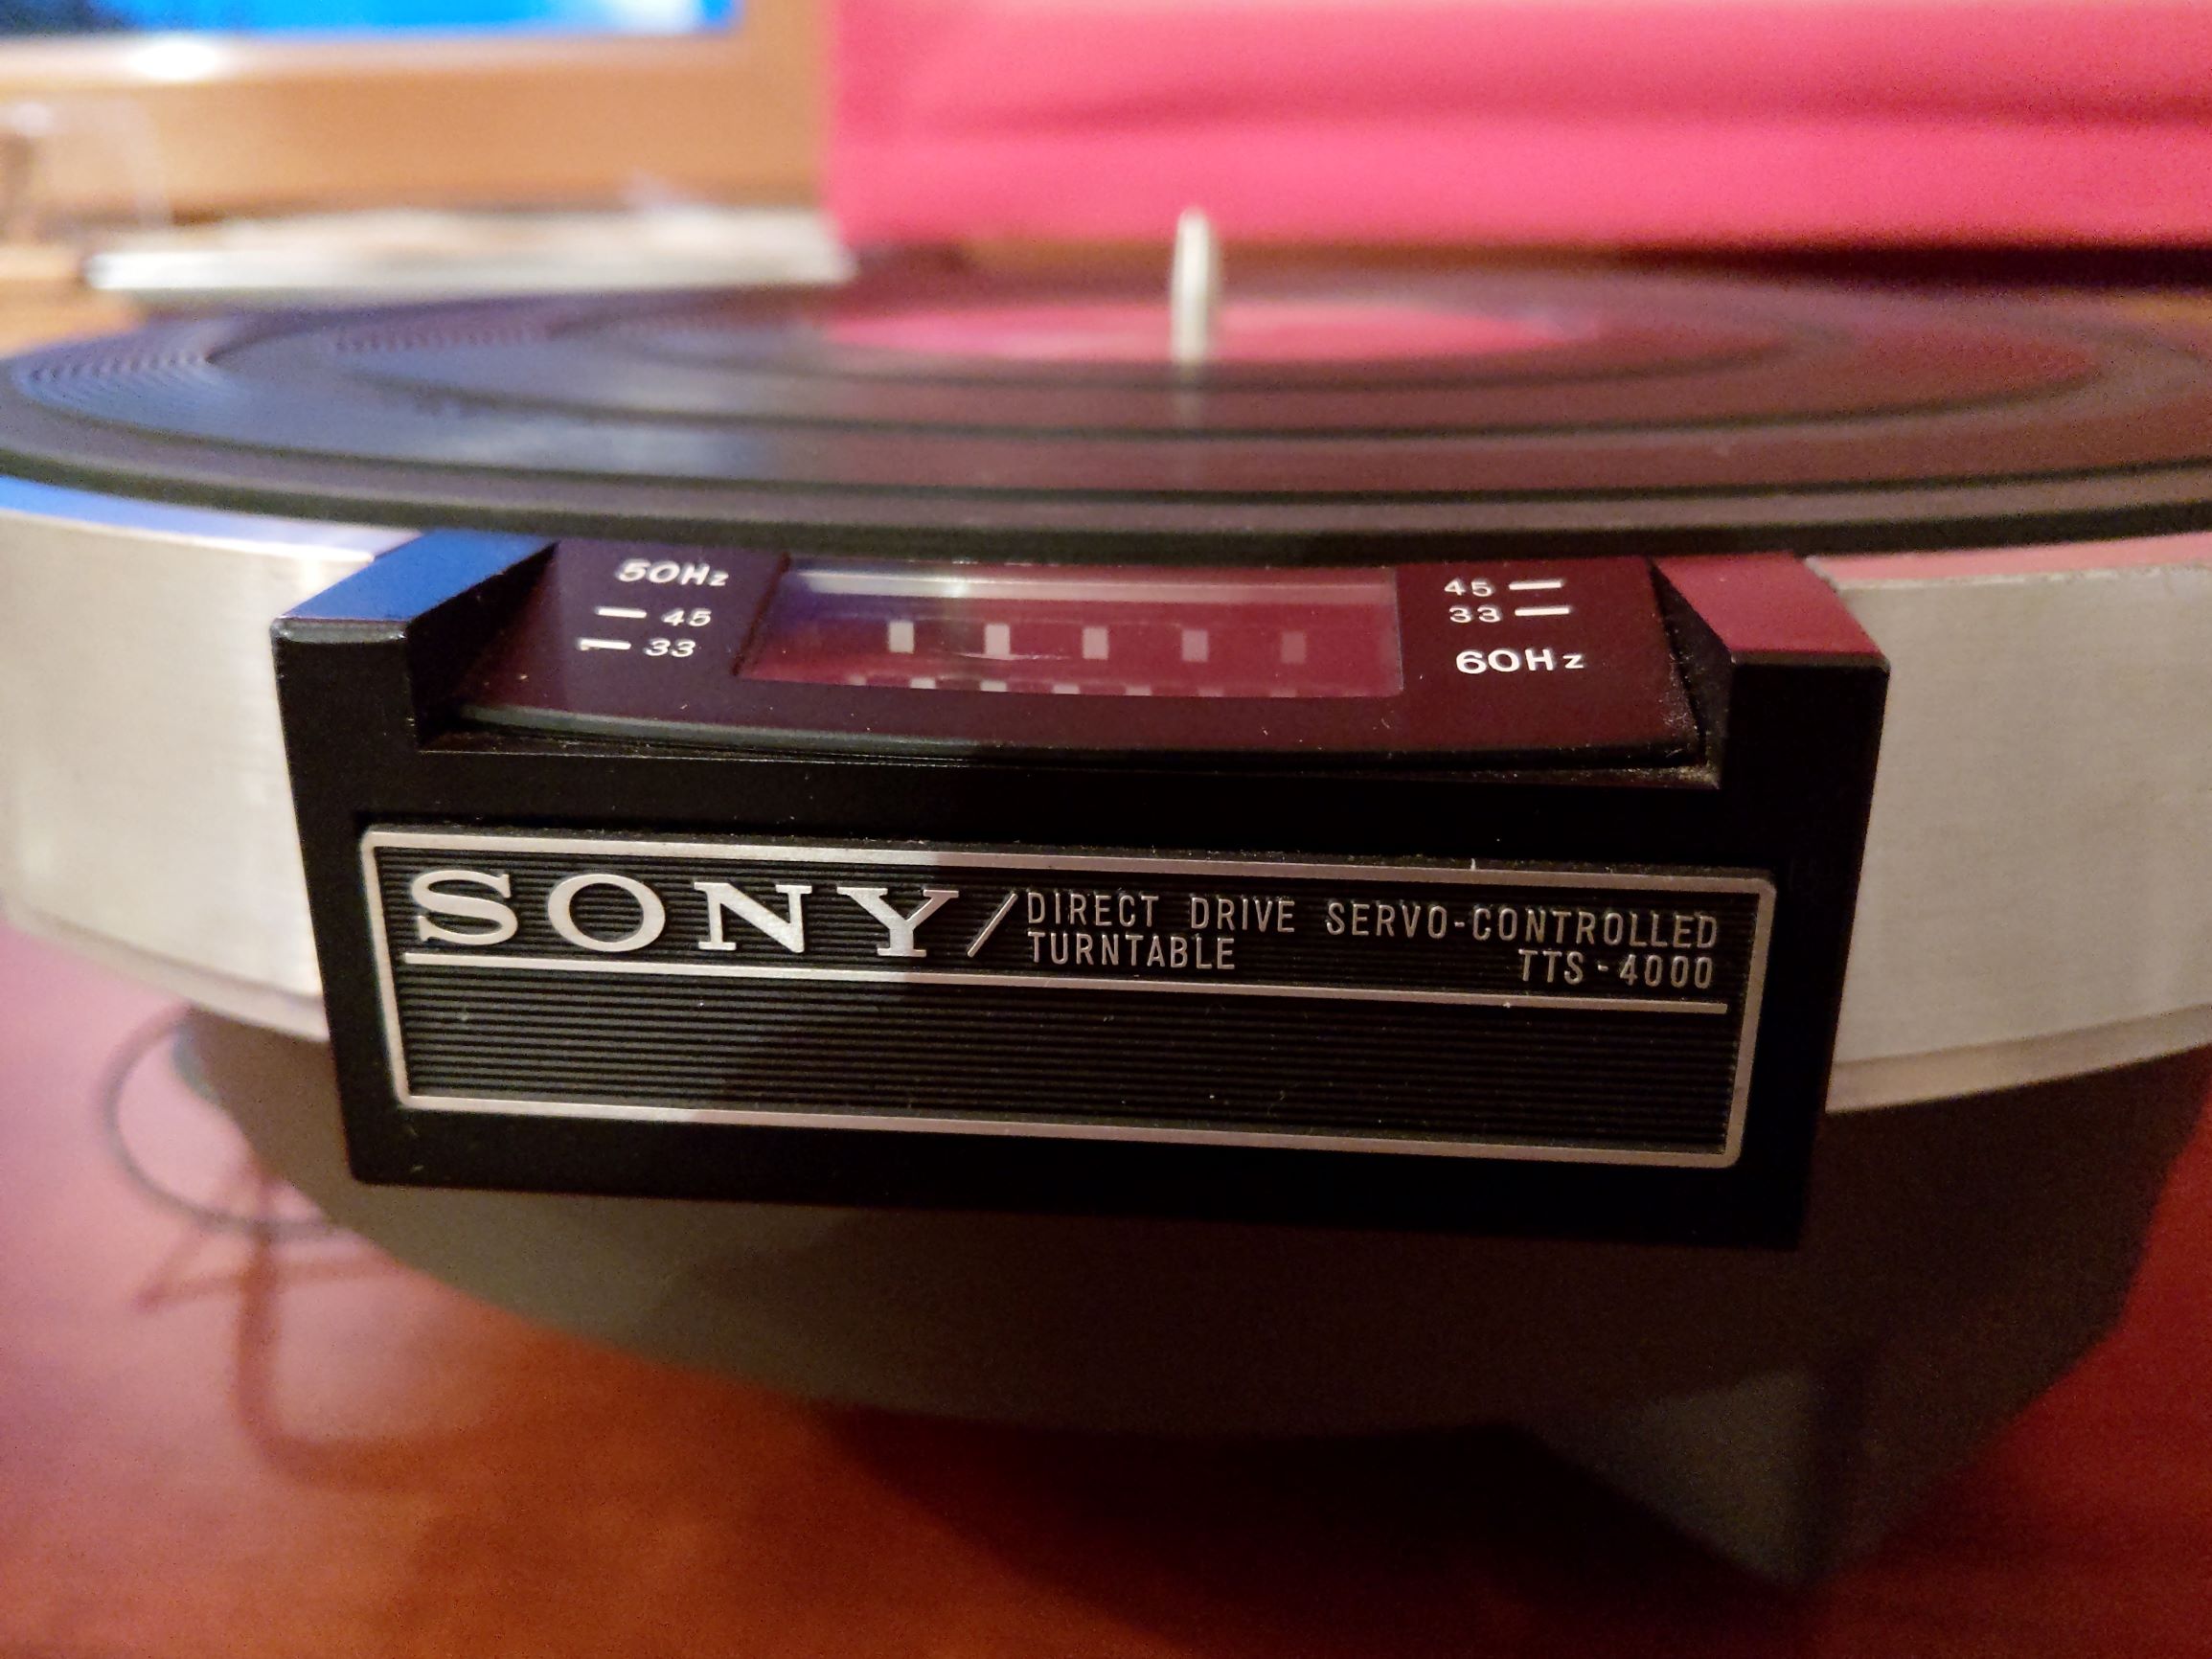 50Hz
45
33
45
33
60Hz
SONY/DIRECT DRIVE SERVO-CONTROLLED
TURNTABLE TTS-4000